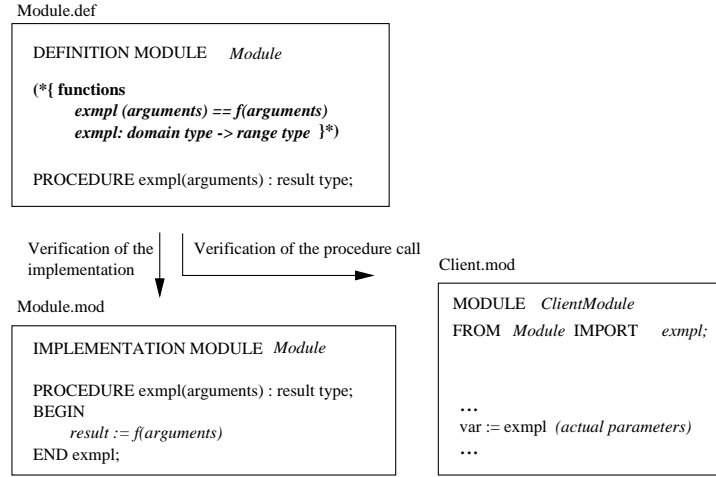 Module.def
DEFINITION MODULE Module
(*{ functions
exmpl (arguments) == f(arguments)
exmpl: domain type -> range type }*)
PROCEDURE exmpl(arguments) : result type;
Verification of the
implementation
Verification of the procedure call
Module.mod
IMPLEMENTATION MODULE Module
PROCEDURE exmpl(arguments) : result type;
BEGIN
result := f(arguments)
END exmpl;
Client.mod
MODULE ClientModule
FROM Module IMPORT exmpl;
...
var := exmpl (actual parameters)
...